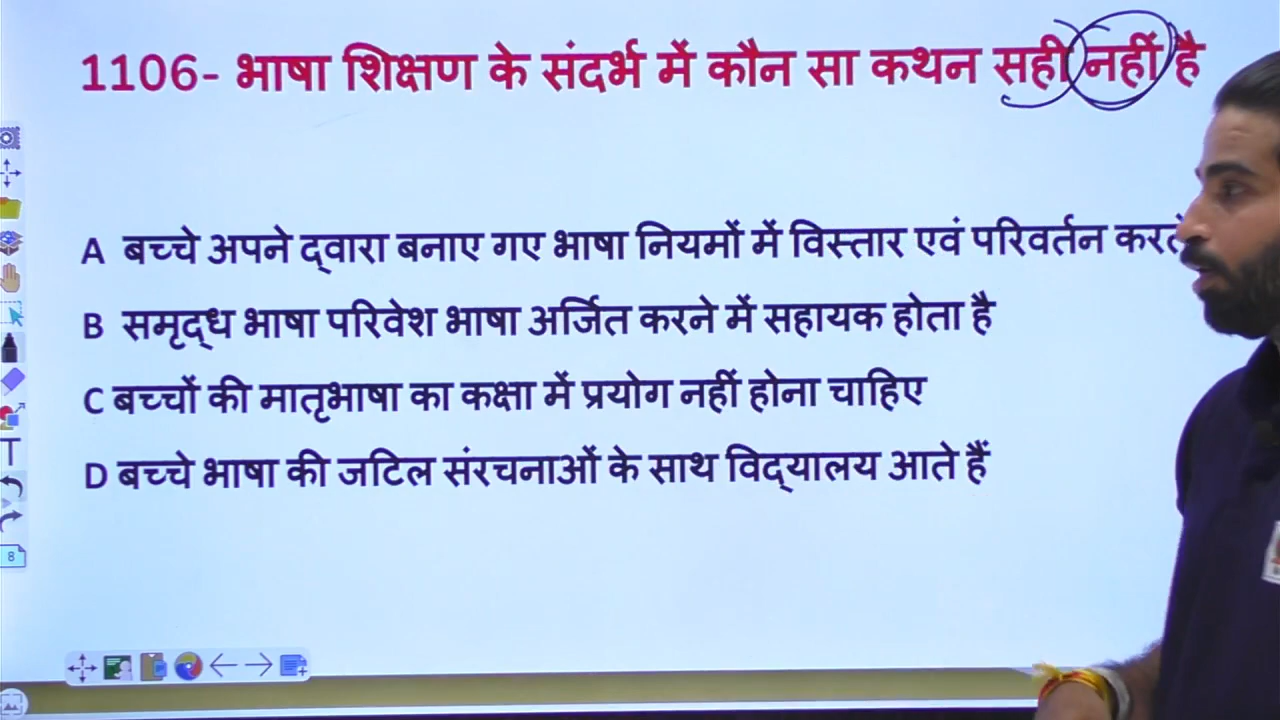 1106- भाषा शिक्षण के संदर्भ में कौन सा कथन सही नहीं है
A बच्चे अपने द्वारा बनाए गए भाषा नियमों में विस्तार एवं परिवर्तन करते
B समृद्ध भाषा परिवेश भाषा अर्जित करने में सहायक होता है
C बच्चों की मातृभाषा का कक्षा में प्रयोग नहीं होना चाहिए
D बच्चे भाषा की जटिल संरचनाओं के साथ विद्यालय आते हैं
8